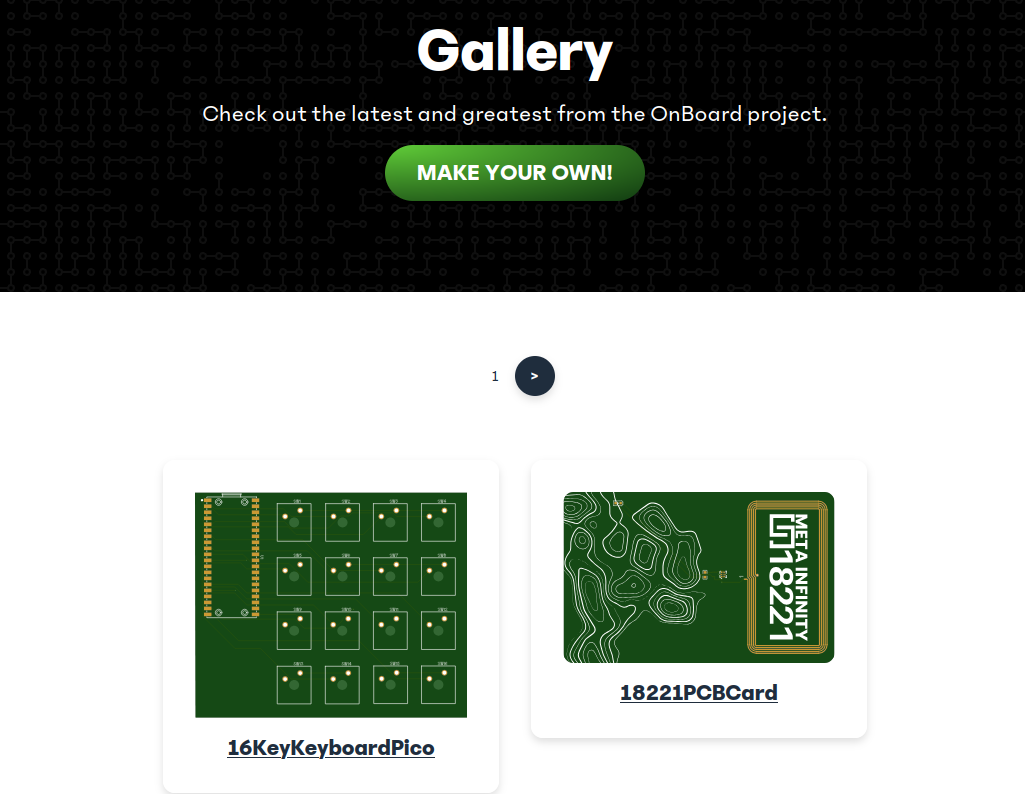 Gallery
Check out the latest and greatest from the OnBoard project.
MAKE YOUR OWN!
1
>
META INFINITY
18221
16KeyKeyboardPico
18221PCBCard